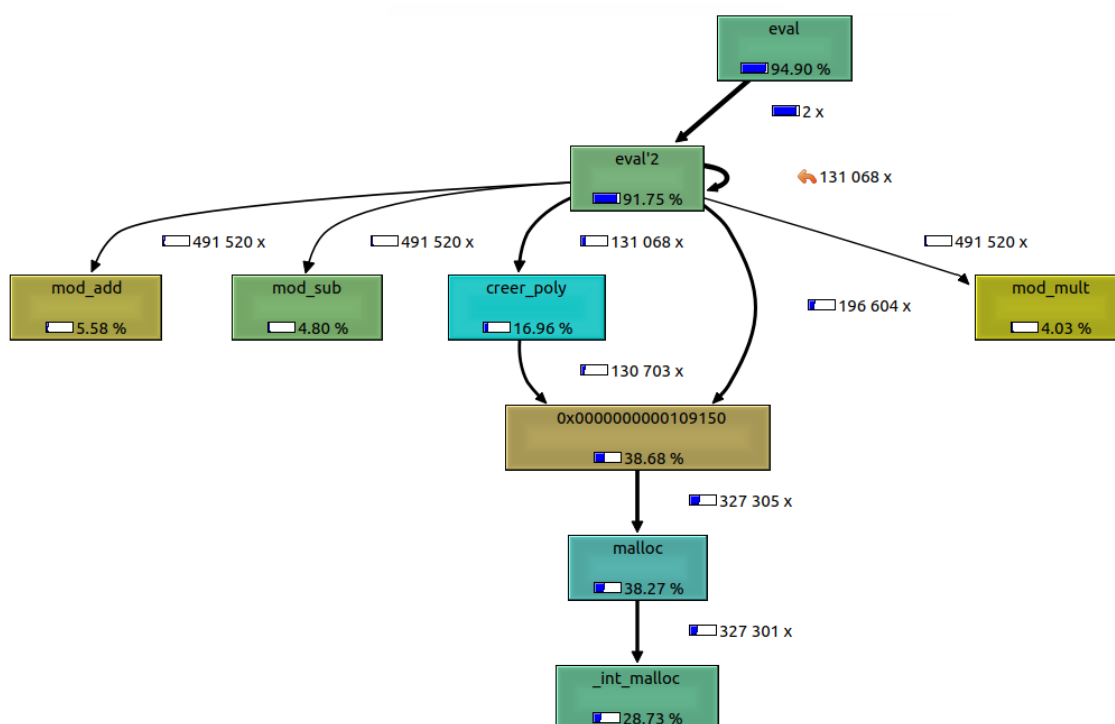 eval
94.90 %
2 x
eval'2
91.75 %
131 068 x
491 520 x
491 520 x
131 068 x
491 520 x
196 604 x
mod_add
5.58 %
mod_sub
4.80 %
creer_poly
16.96 %
mod_mult
4.03 %
130 703 x
0x0000000000109150
38.68 %
327 305 x
malloc
38.27 %
327 301 x
_int_malloc
28.73 %